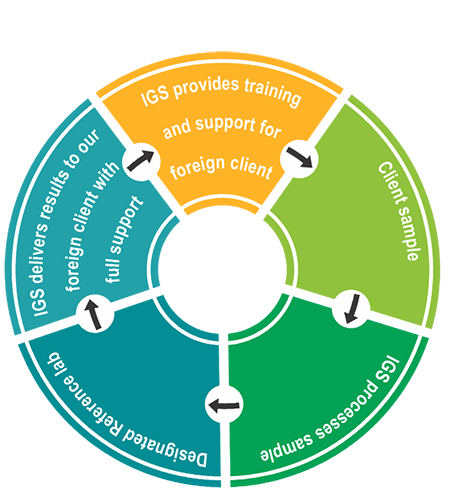 IGS provides training
and support for
foreign client
Client sample
IGS processes sample
Designated Reference lab
IGS delivers results to our
foreign client with
full support